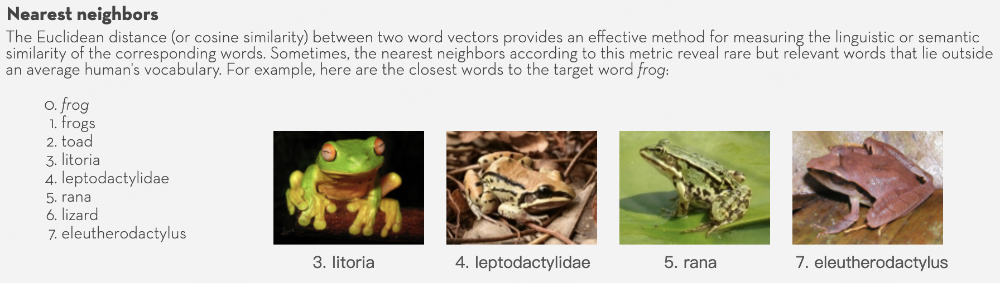 Nearest neighbors
The Euclidean distance (or cosine similarity) between two word vectors provides an effective method for measuring the linguistic or semantic
similarity of the corresponding words. Sometimes, the nearest neighbors according to this metric reveal rare but relevant words that lie outside
an average human's vocabulary. For example, here are the closest words to the target word frog:
0. frog
1. frogs
2. toad
3. litoria
4. leptodactylidae
5. rana
6. lizard
7. eleutherodactylus
3. litoria
4. leptodactylidae
5. rana
7. eleutherodactylus